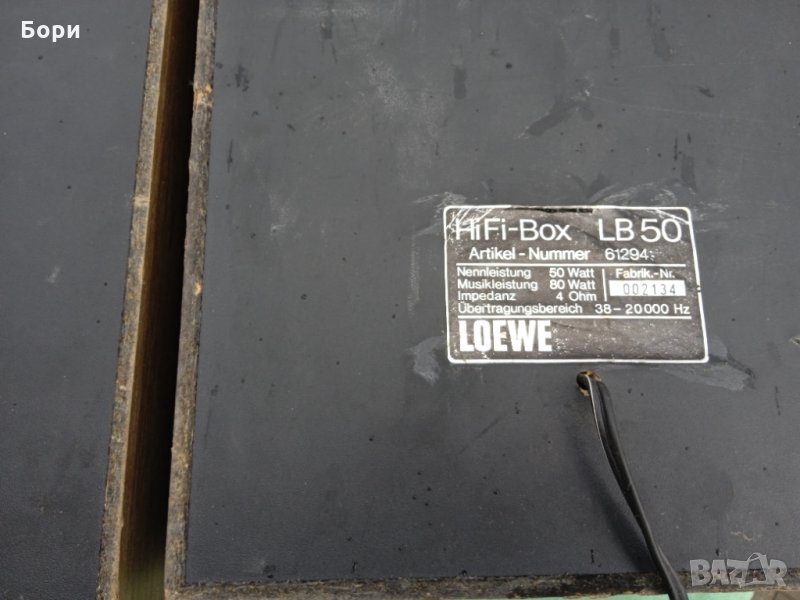 Бори
HiFi-Box LB 50
Artikel-Nummer 61294
Nennleistung 50 Watt
Musikleistung 80 Watt
Impedanz 4 Ohm
Fabrik.-Nr.
002134
Übertragungsbereich 38-20000 Hz
LOEWE
BAZAR